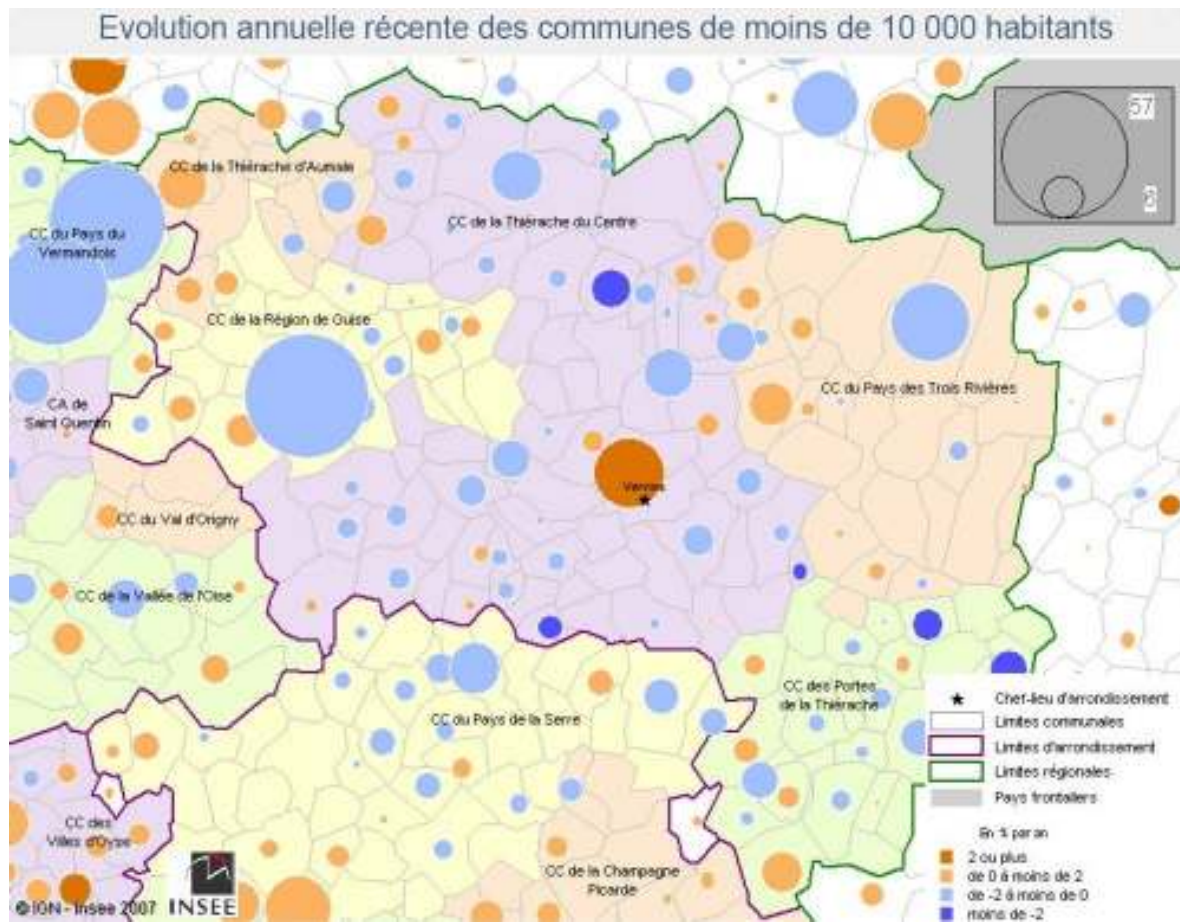 Evolution annuelle récente des communes de moins de 10 000 habitants
57
6
CC de la Thiérache d'Aumale
CC de la Thiérache du Centre
CC du Pays du
Vermandois
CC de la Région de Guise
CC du Pays des Trois Rivières
CA de
Saint Quentin
Vervins
CC du Val d'Origny
CC de la Vallée de l'Oise
CC des Portes
de la Thiérache
CC du Pays de la Serre
CC des
Villes d'Oyse
CC de la Champagne
Picarde
Chef-lieu d'arrondissement
Limites communales
Limites d'arrondissement
Limites régionales
Pays frontaliers
En % par an
2 ou plus
de 0 à moins de 2
de -2 à moins de 0
moins de -2
© IGN - Insee 2007 INSEE